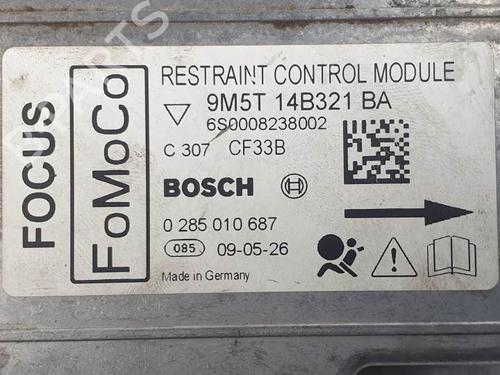 FOCUS
FoMoCo
RESTRAINT CONTROL MODULE
9M5T 14B321 BA
6S0008238002
C 307 CF33B
BOSCH
0 285 010 687
085 09-05-26
Made in Germany